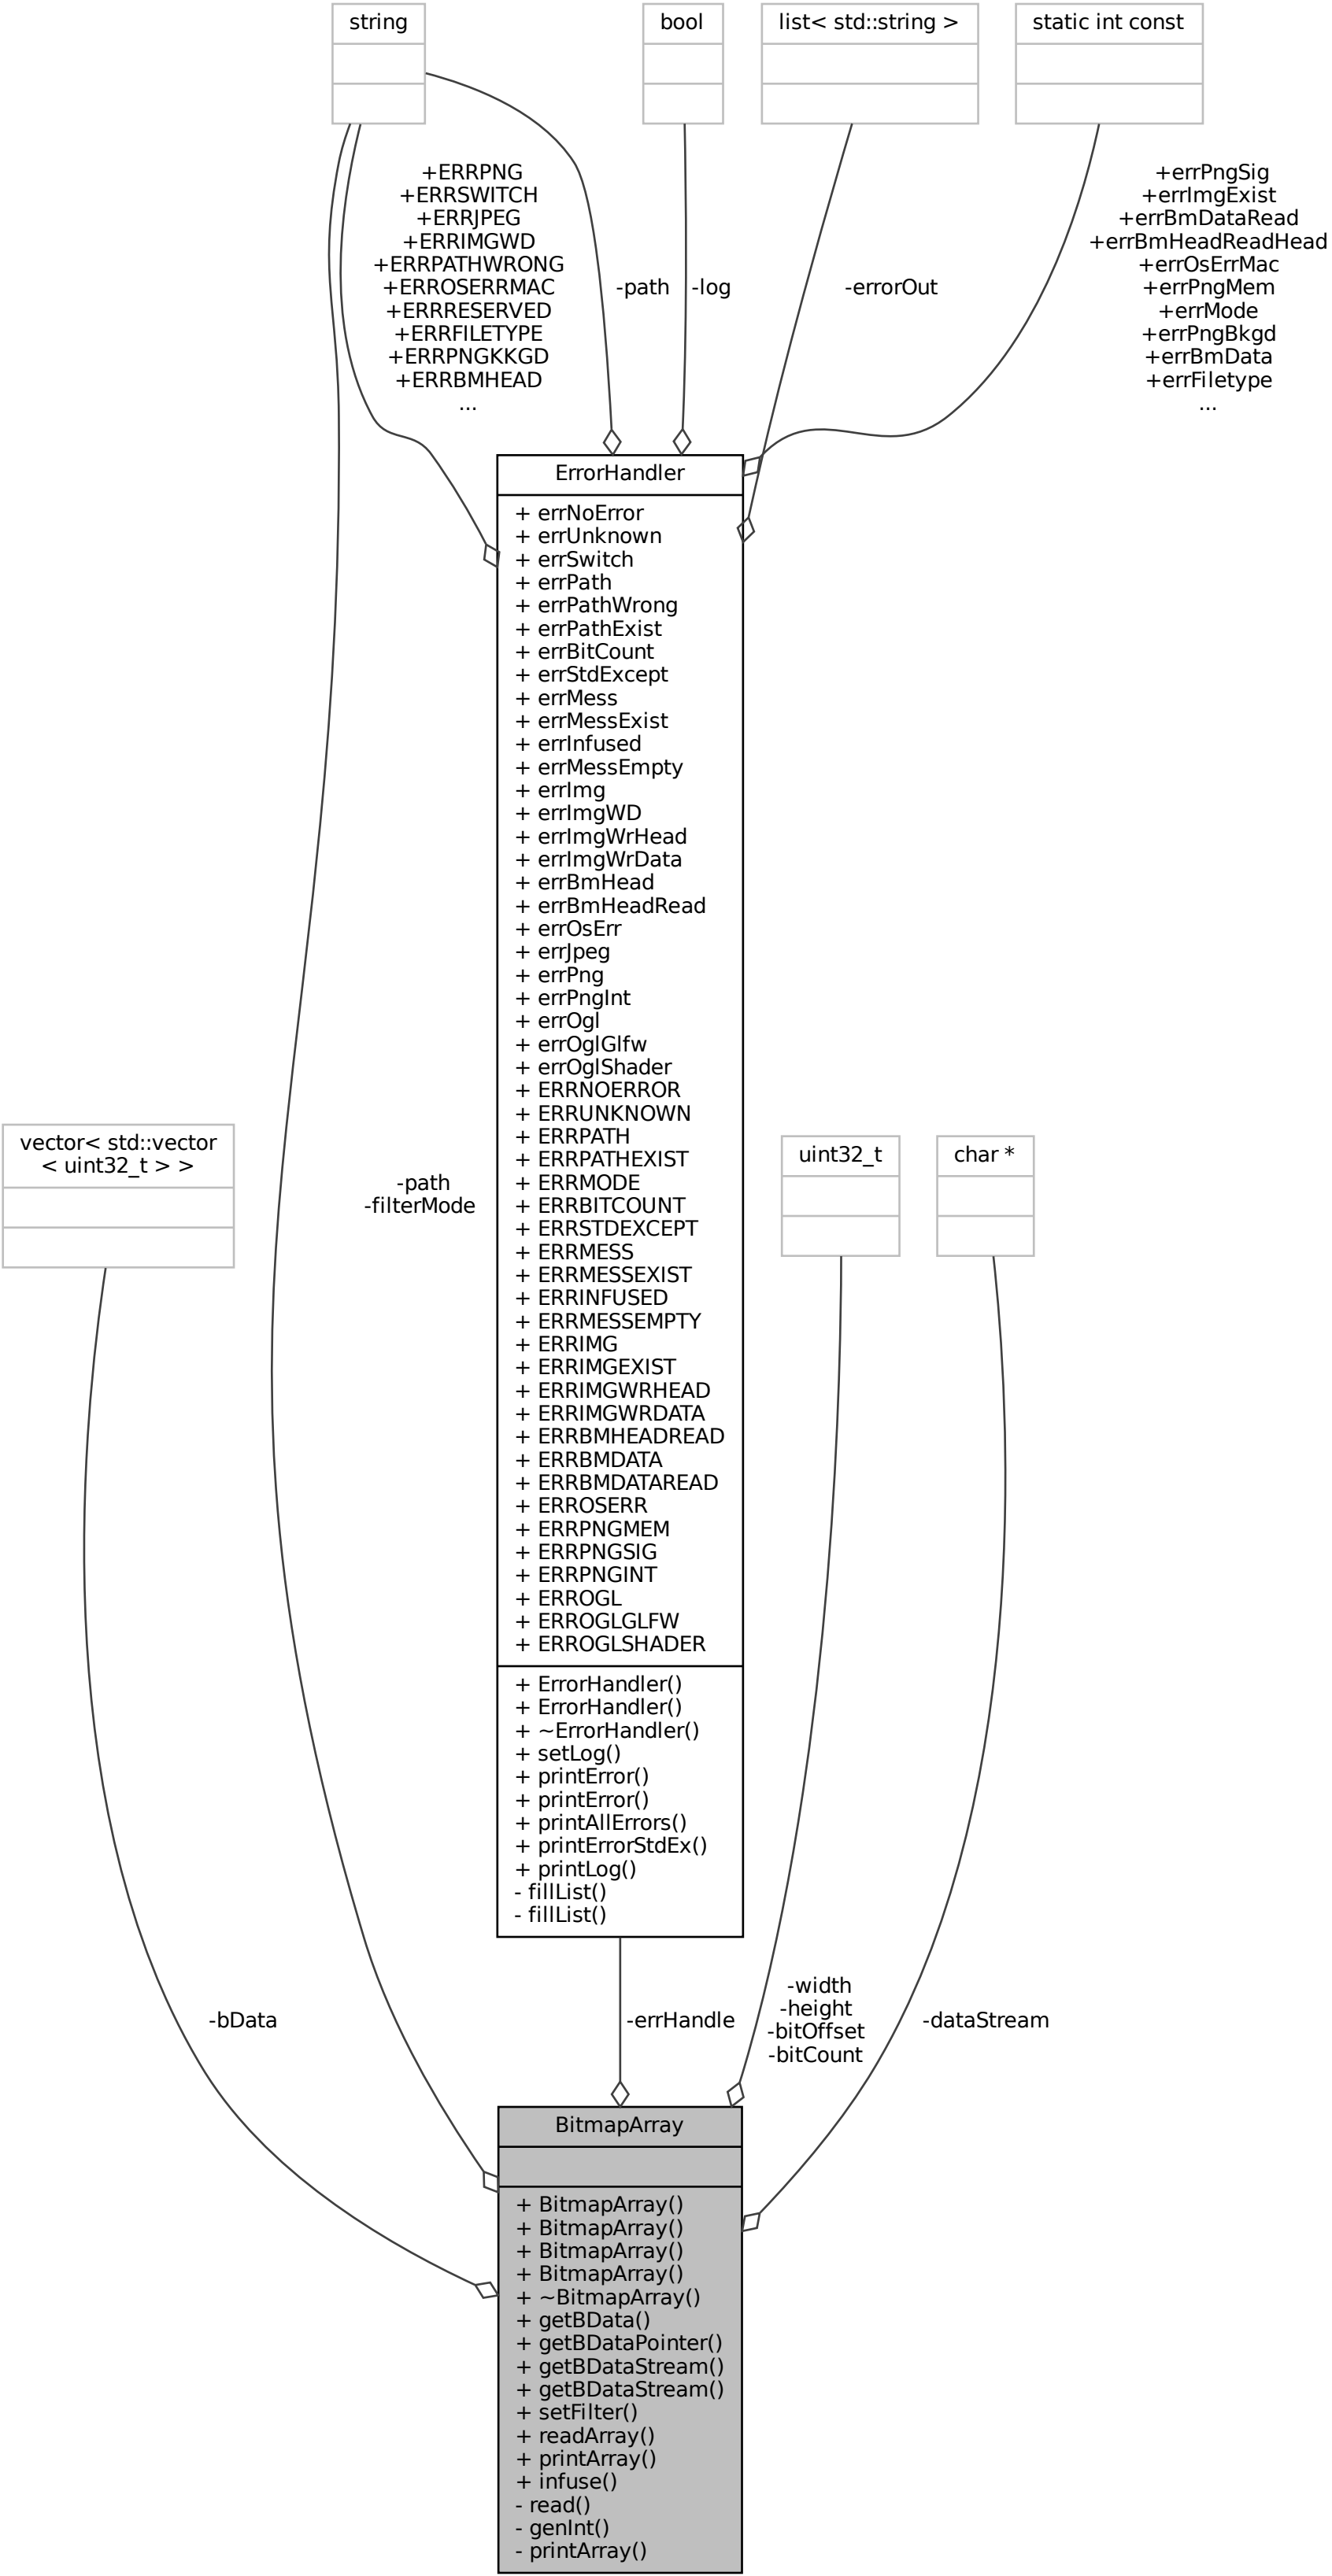 string
bool
list< std::string >
static int const
+ERRPNG
+ERRSWITCH
+ERRJPEG
+ERRIMGWD
+ERRPATHWRONG
+ERROSERRMAC
+ERRRESERVED
+ERRFILETYPE
+ERRPNGKKGD
+ERRBMHEAD
...
-path
-log
-errorOut
+errPngSig
+errImgExist
+errBmDataRead
+errBmHeadReadHead
+errOsErrMac
+errPngMem
+errMode
+errPngBkgd
+errBmData
+errFiletype
...
ErrorHandler
+ errNoError
+ errUnknown
+ errSwitch
+ errPath
+ errPathWrong
+ errPathExist
+ errBitCount
+ errStdExcept
+ errMess
+ errMessExist
+ errInfused
+ errMessEmpty
+ errImg
+ errImgWD
+ errImgWrHead
+ errImgWrData
+ errBmHead
+ errBmHeadRead
+ errOsErr
+ errJpeg
+ errPng
+ errPngInt
+ errOgl
+ errOglGlfw
+ errOglShader
+ ERRNOERROR
+ ERRUNKNOWN
+ ERRPATH
+ ERRPATHEXIST
+ ERRMODE
+ ERRBITCOUNT
+ ERRSTDEXCEPT
+ ERRMESS
+ ERRMESSEXIST
+ ERRINFUSED
+ ERRMESSEMPTY
+ ERRIMG
+ ERRIMGEXIST
+ ERRIMGWRHEAD
+ ERRIMGWRDATA
+ ERRBMHEADREAD
+ ERRBMDATA
+ ERRBMDATAREAD
+ ERROSERR
+ ERRPNGMEM
+ ERRPNGSIG
+ ERRPNGINT
+ ERROGL
+ ERROGLGLFW
+ ERROGLSHADER
+ ErrorHandler()
+ ErrorHandler()
+ ~ErrorHandler()
+ setLog()
+ printError()
+ printError()
+ printAllErrors()
+ printErrorStdEx()
+ printLog()
- fillList()
- fillList()
vector< std::vector
< uint32_t > >
-path
-filterMode
uint32_t
char *
-bData
-errHandle
-width
-height
-bitOffset
-bitCount
-dataStream
BitmapArray
+ BitmapArray()
+ BitmapArray()
+ BitmapArray()
+ BitmapArray()
+ ~BitmapArray()
+ getBData()
+ getBDataPointer()
+ getBDataStream()
+ getBDataStream()
+ setFilter()
+ readArray()
+ printArray()
+ infuse()
- read()
- genInt()
- printArray()